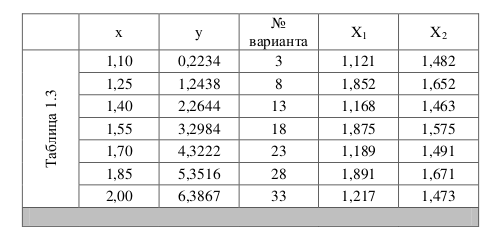 x y № варианта X₁ X₂
Таблица 1.3
1,10 0,2234 3 1,121 1,482
1,25 1,2438 8 1,852 1,652
1,40 2,2644 13 1,168 1,463
1,55 3,2984 18 1,875 1,575
1,70 4,3222 23 1,189 1,491
1,85 5,3516 28 1,891 1,671
2,00 6,3867 33 1,217 1,473